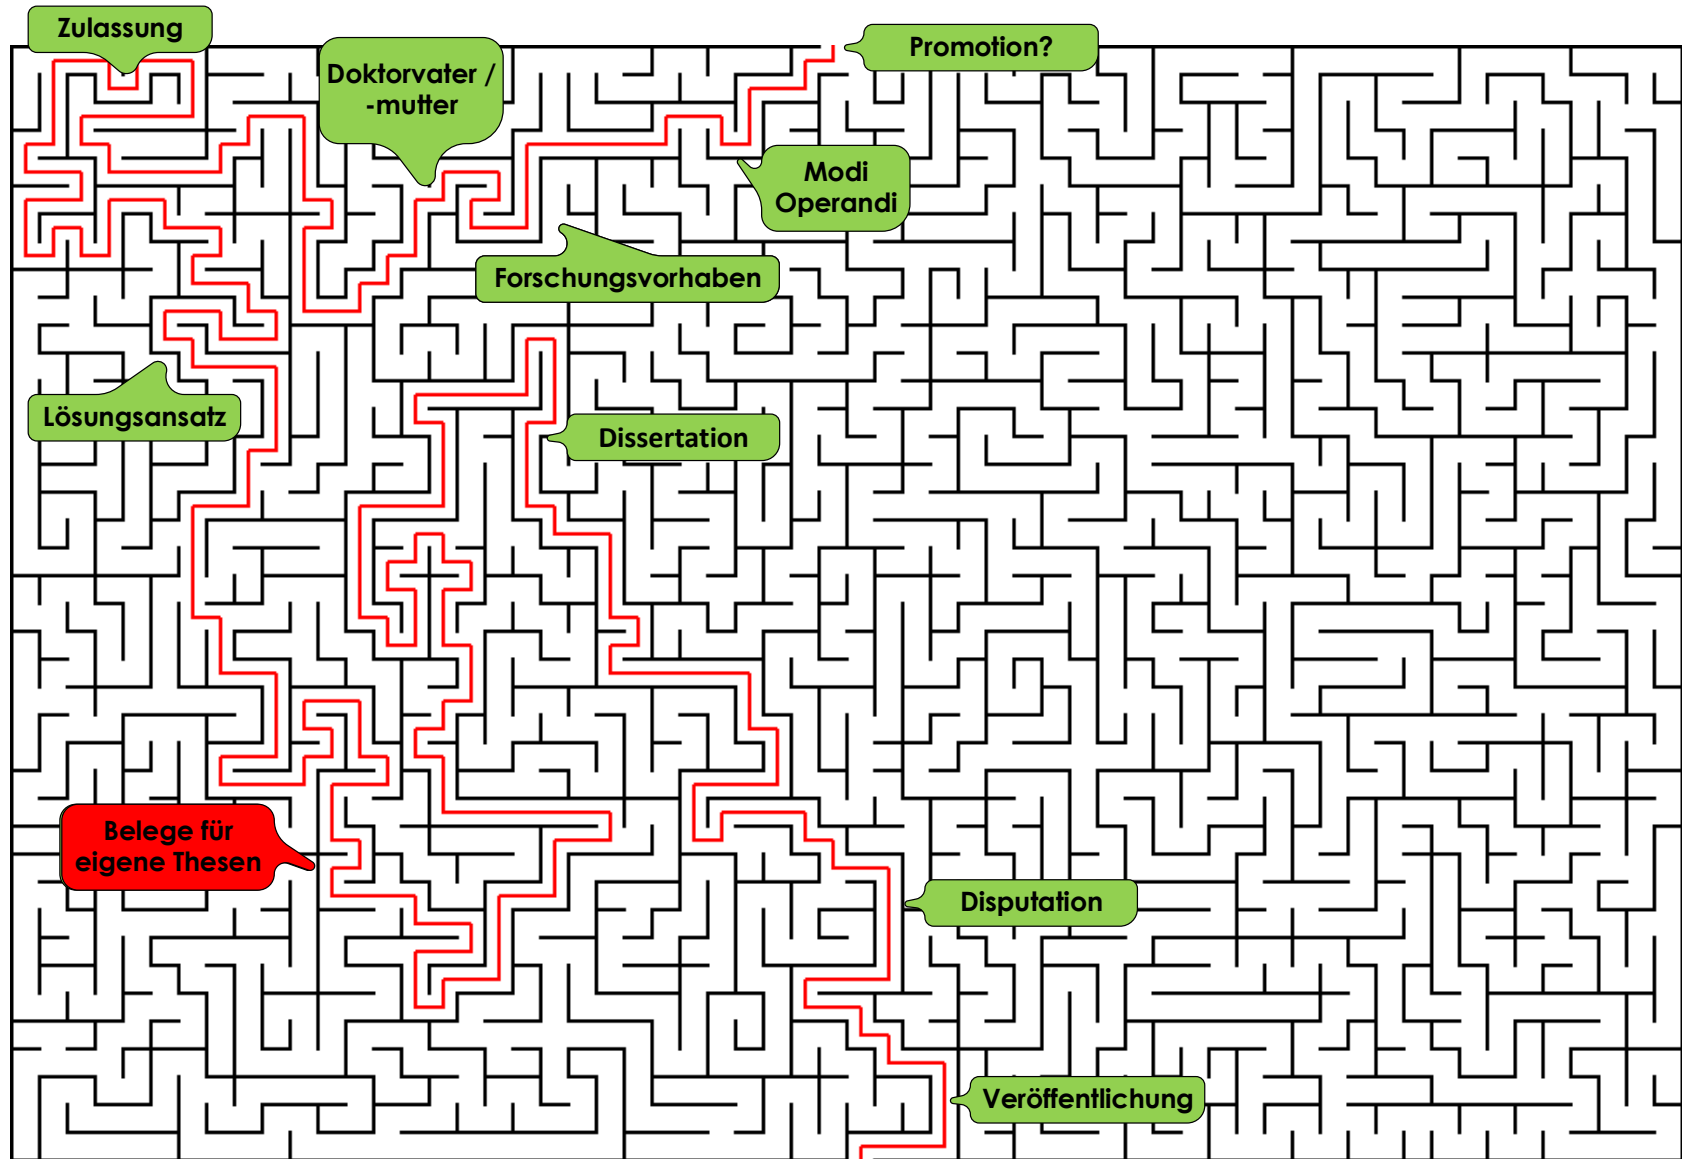 Zulassung
Promotion?
Doktorvater /
-mutter
Modi
Operandi
Forschungsvorhaben
Lösungsansatz
Dissertation
Belege für
eigene Thesen
Disputation
Veröffentlichung